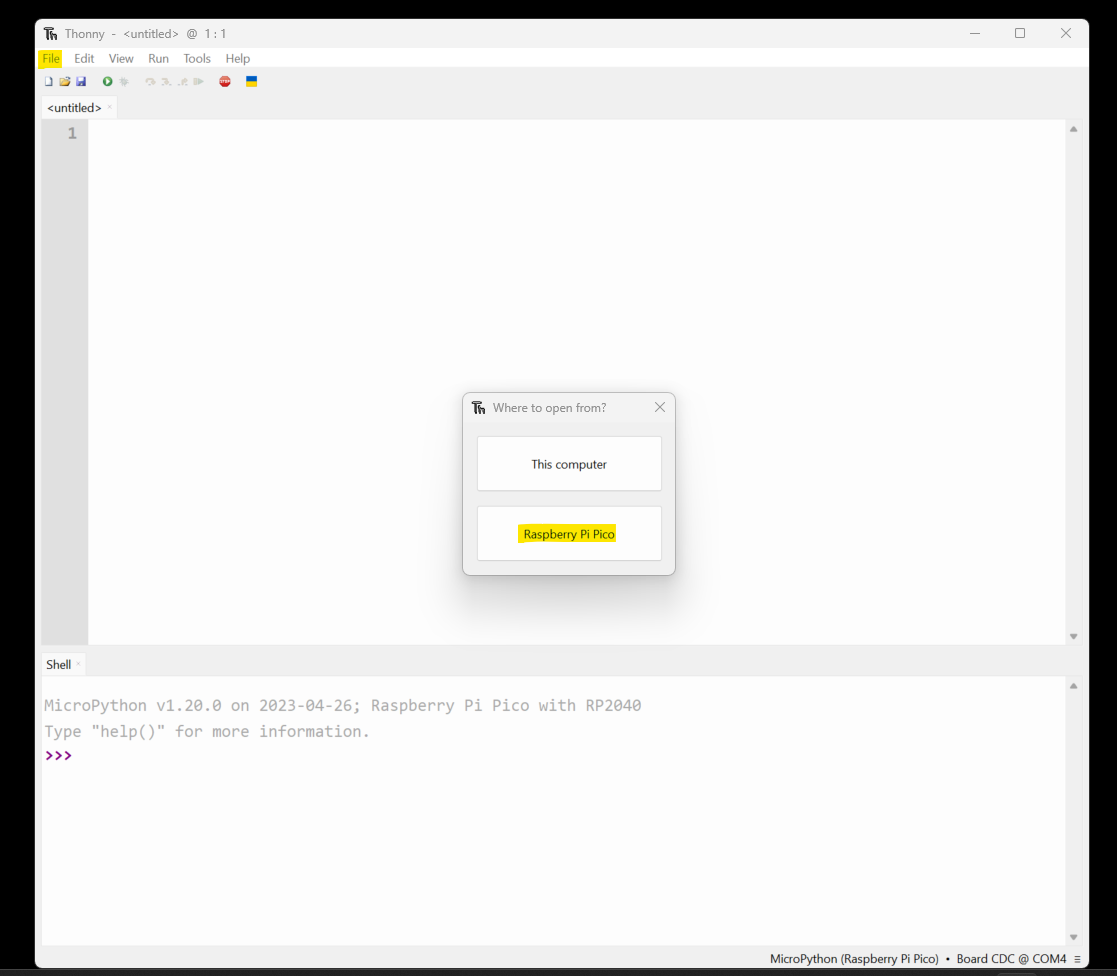 Thonny - <untitled> @ 1 : 1
File Edit View Run Tools Help
<untitled>
1
Where to open from?
This computer
Raspberry Pi Pico
Shell
MicroPython v1.20.0 on 2023-04-26; Raspberry Pi Pico with RP2040
Type "help()" for more information.
>>>
MicroPython (Raspberry Pi Pico) • Board CDC @ COM4 ≡